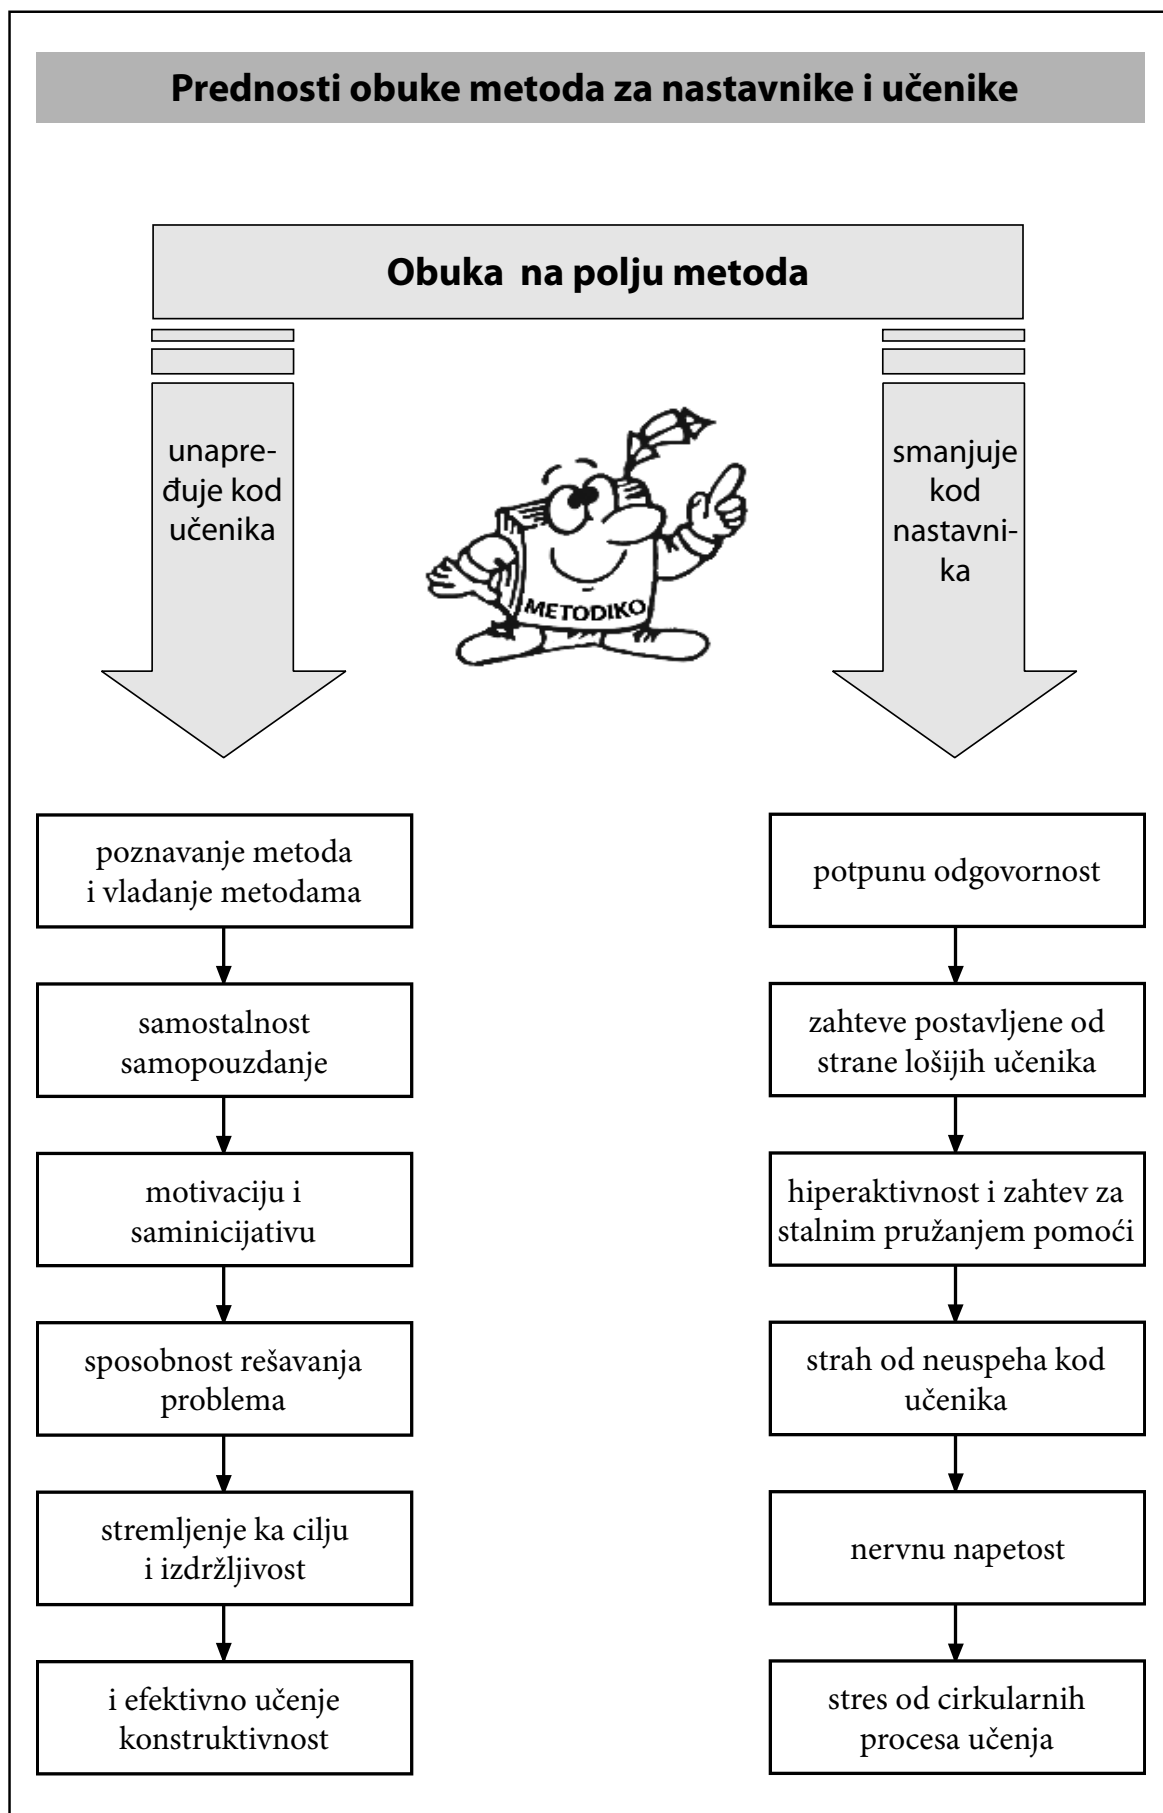 Prednosti obuke metoda za nastavnike i učenike
Obuka na polju metoda
unapre-
đuje kod
učenika
smanjuje
kod
nastavni-
ka
METODIKO
poznavanje metoda
i vladanje metodama
samostalnost
samopouzdanje
motivaciju i
saminicijativu
sposobnost rešavanja
problema
stremljenje ka cilju
i izdržljivost
i efektivno učenje
konstruktivnost
potpunu odgovornost
zahteve postavljene od
strane lošijih učenika
hiperaktivnost i zahtev za
stalnim pružanjem pomoći
strah od neuspeha kod
učenika
nervnu napetost
stres od cirkularnih
procesa učenja